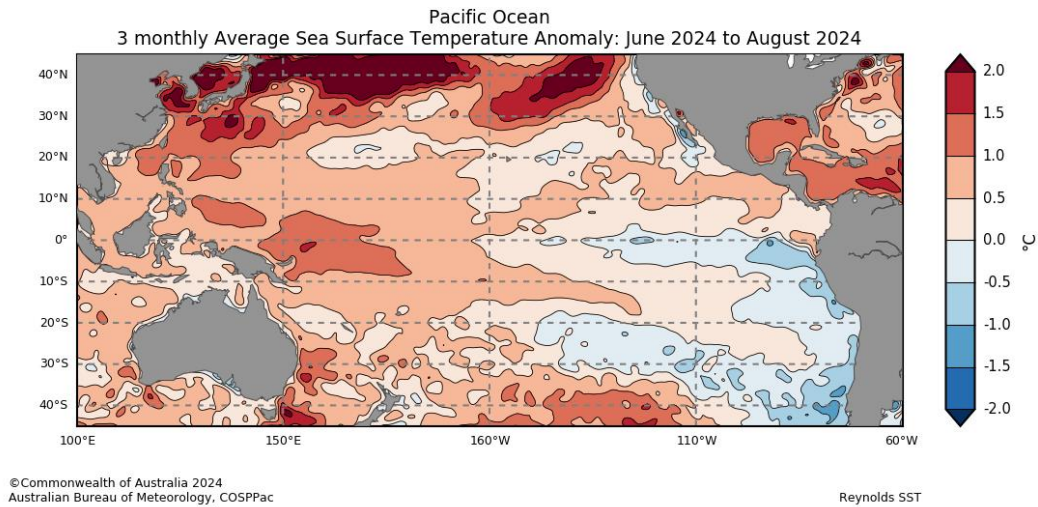 Pacific Ocean
3 monthly Average Sea Surface Temperature Anomaly: June 2024 to August 2024
40°N
30°N
20°N
10°N
0°
10°S
20°S
30°S
40°S
100°E
150°E
160°W
110°W
60°W
2.0
1.5
1.0
0.5
0.0
-0.5
-1.0
-1.5
-2.0
°C
©Commonwealth of Australia 2024
Australian Bureau of Meteorology, COSPPac
Reynolds SST